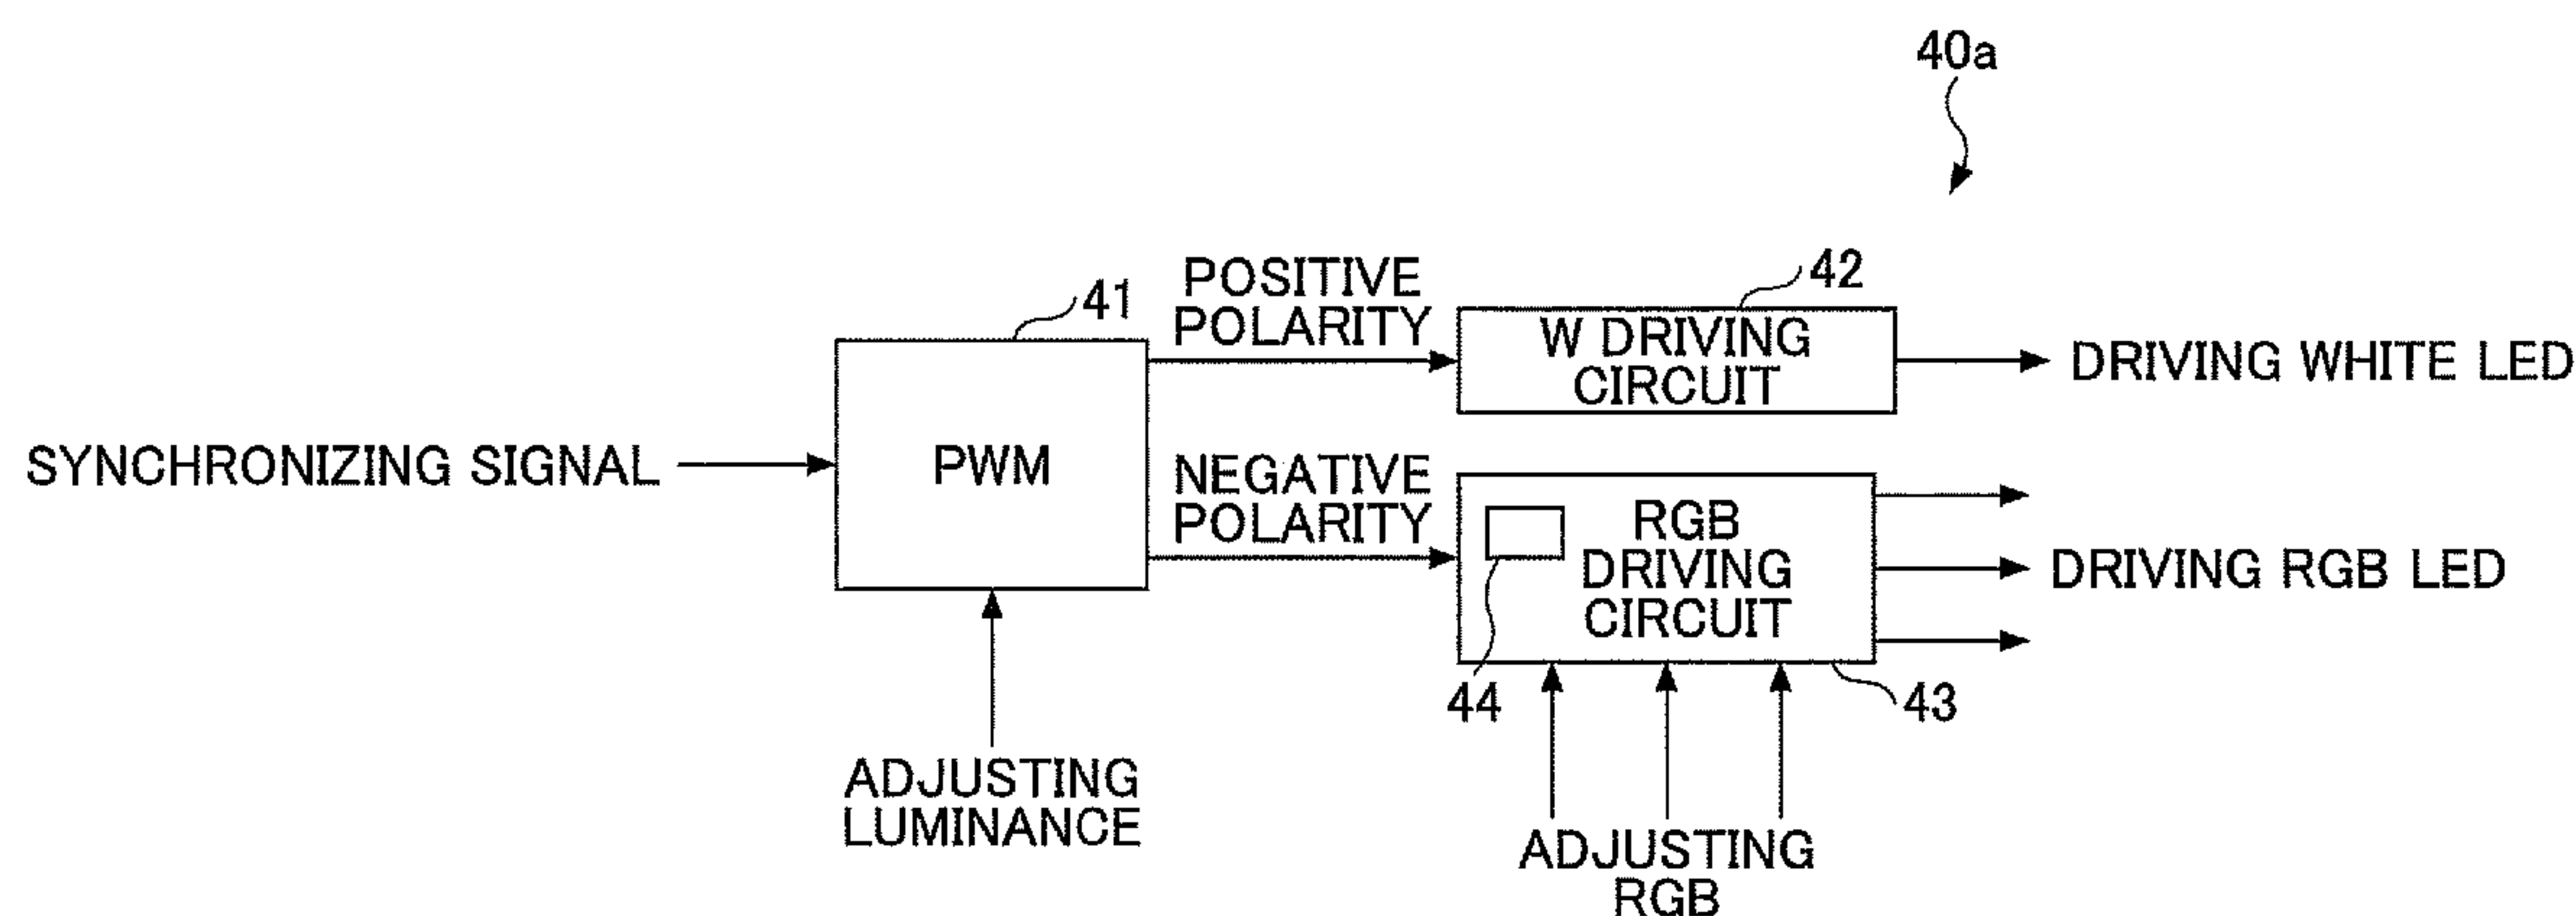 40a
POSITIVE
POLARITY
41
42
W DRIVING
CIRCUIT
DRIVING WHITE LED
SYNCHRONIZING SIGNAL
PWM
NEGATIVE
POLARITY
RGB
DRIVING
CIRCUIT
DRIVING RGB LED
44
43
ADJUSTING
LUMINANCE
ADJUSTING
RGB